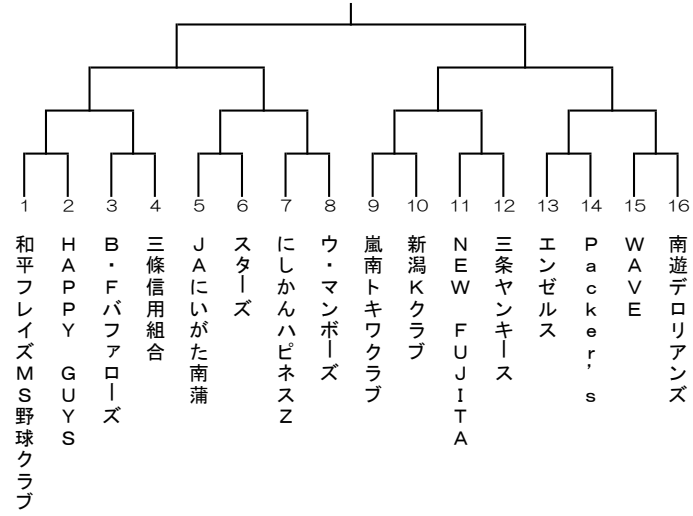 1 2 3 4 5 6 7 8 9 10 11 12 13 14 15 16
和平フレイズMS野球クラブ
HAPPY GUYS
B・Fバファローズ
三條信用組合
JAにいがた南蒲
スターズ
にしかんハピネスZ
ウ・マンボーズ
嵐南トキワクラブ
新潟Kクラブ
NEW FUJITA
三条ヤンキース
エンゼルス
Packer's
WAVE
南遊デロリアンズ